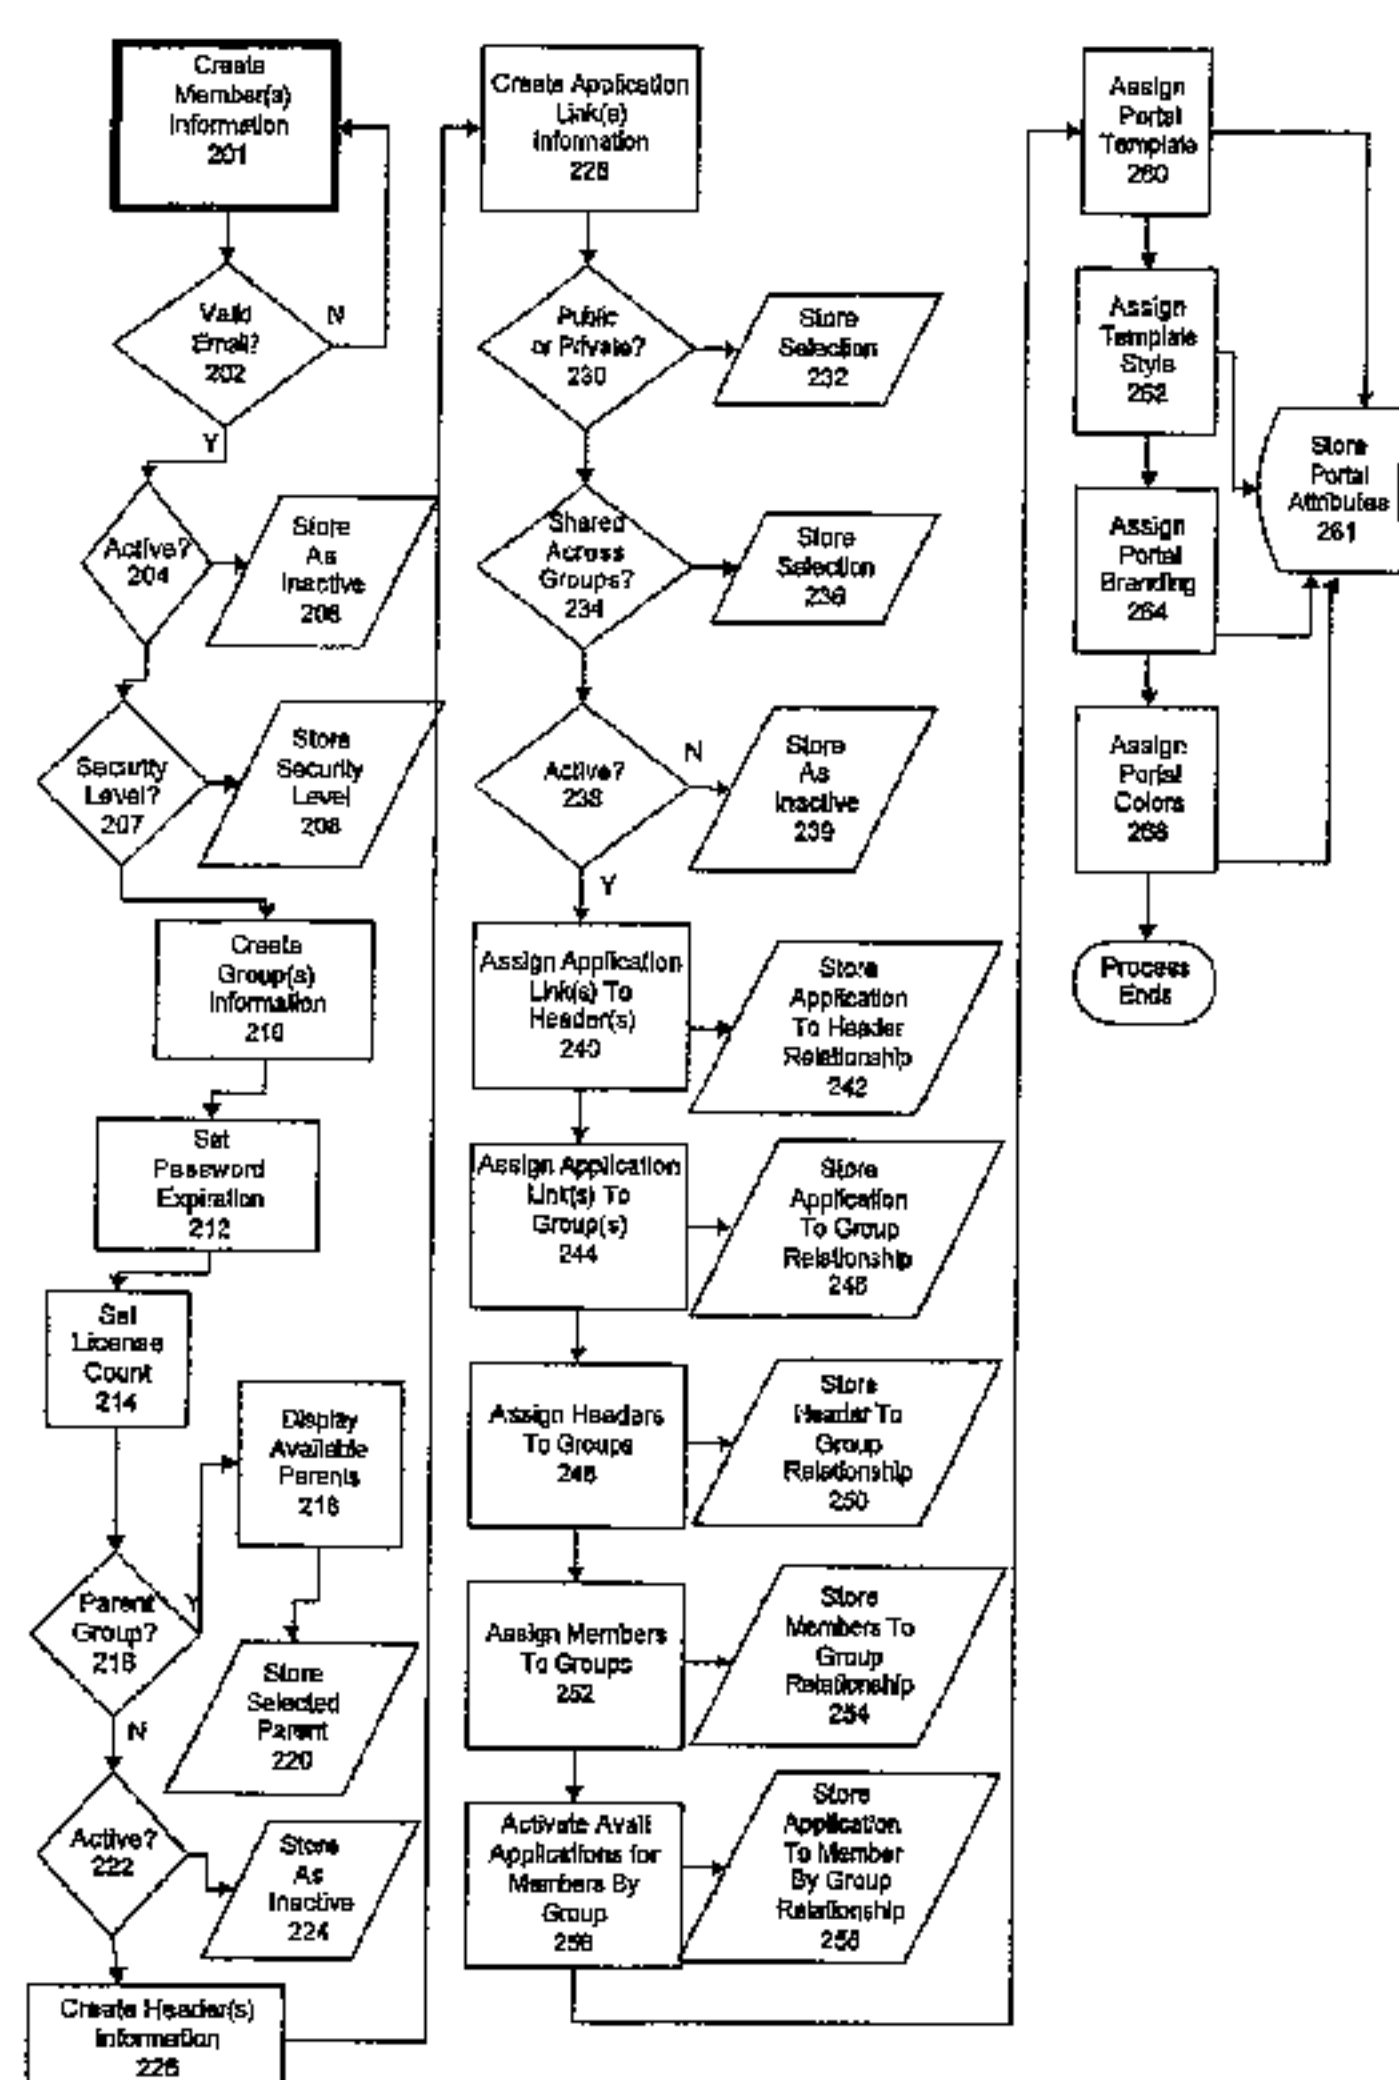 Create
Member(s)
Information
201
Valid
Email?
202
N
Y
Active?
204
Store
As
Inactive
206
Security
Level?
207
Store
Security
Level
208
Create
Group(s)
Information
210
Set
Password
Expiration
212
Set
License
Count
214
Display
Available
Parents
218
Parent
Group?
216
Y
N
Store
Selected
Parent
220
Active?
222
Store
As
Inactive
224
Create Header(s)
Information
226
Create Application
Link(s)
Information
228
Public
or Private?
230
Store
Selection
232
Shared
Across
Groups?
234
Store
Selection
236
Active?
238
N
Y
Store
As
Inactive
239
Assign Application
Link(s) To
Header(s)
240
Store
Application
To Header
Relationship
242
Assign Application
Link(s) To
Group(s)
244
Store
Application
To Group
Relationship
246
Assign Headers
To Groups
248
Store
Header To
Group
Relationship
250
Assign Members
To Groups
252
Store
Members To
Group
Relationship
254
Activate Avail
Applications for
Members By
Group
256
Store
Application
To Member
By Group
Relationship
258
Assign
Portal
Template
260
Assign
Template
Style
262
Store
Portal
Attributes
261
Assign
Portal
Branding
264
Assign
Portal
Colors
268
Process
Ends